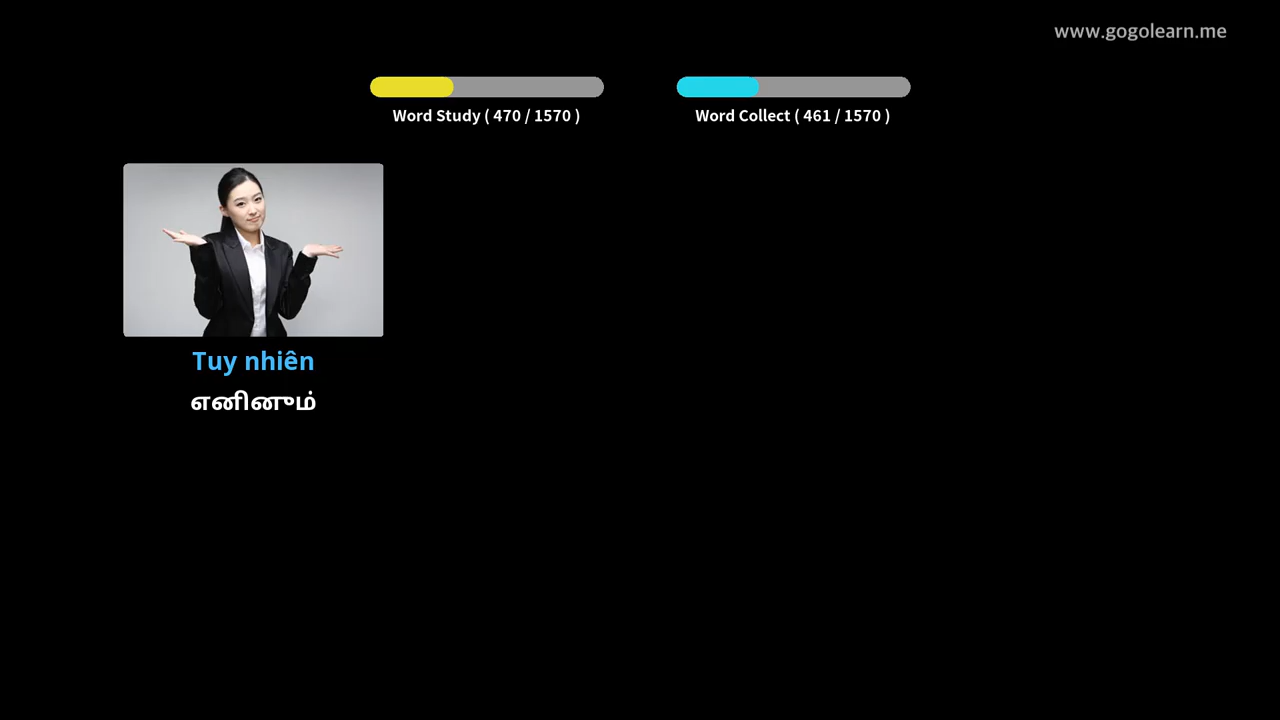 www.gogolearn.me
Word Study ( 470 / 1570 )
Word Collect ( 461 / 1570 )
Tuy nhiên
எனினும்